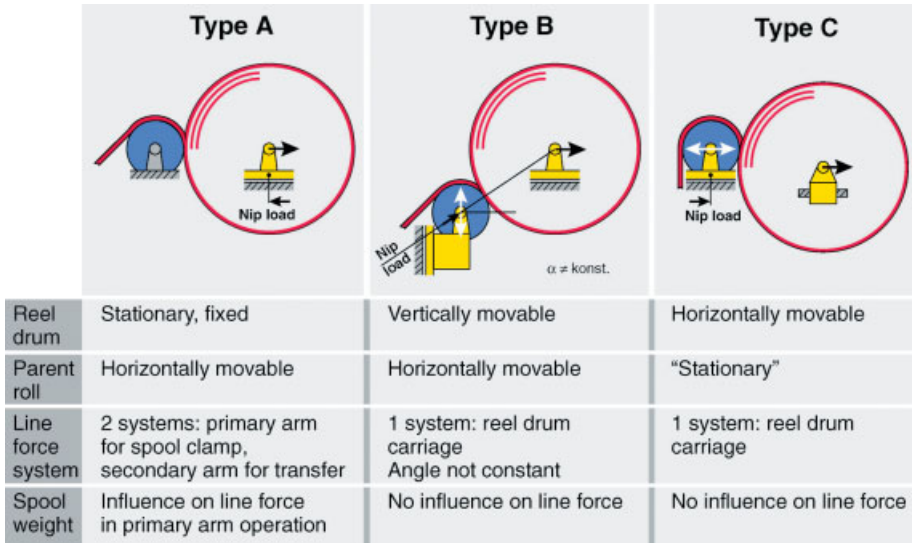 Type A
Type B
Type C
Nip load
Nip
load
α ≠ konst.
Nip load
Reel
drum
Stationary, fixed
Vertically movable
Horizontally movable
Parent
roll
Horizontally movable
Horizontally movable
“Stationary”
Line
force
system
2 systems: primary arm
for spool clamp,
secondary arm for transfer
1 system: reel drum
carriage
Angle not constant
1 system: reel drum
carriage
Spool
weight
Influence on line force
in primary arm operation
No influence on line force
No influence on line force